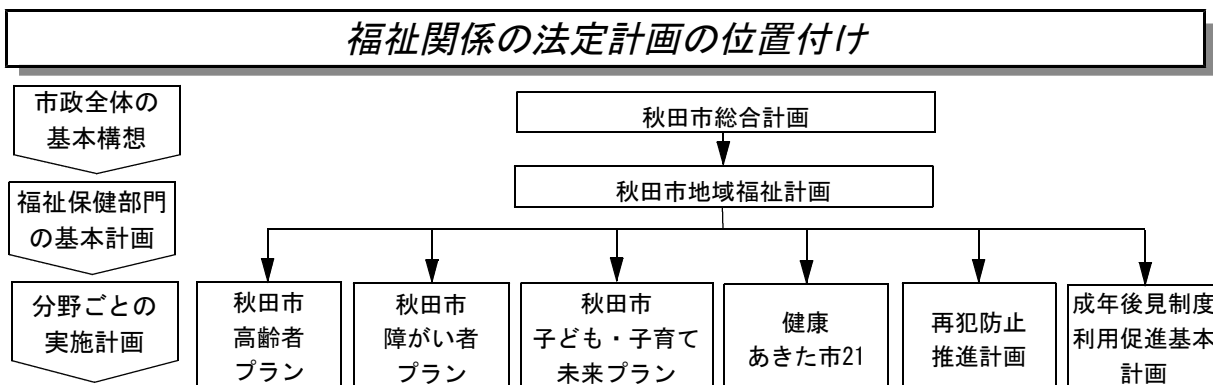 福祉関係の法定計画の位置付け
市政全体の
基本構想
秋田市総合計画
福祉保健部門
の基本計画
秋田市地域福祉計画
分野ごとの
実施計画
秋田市
高齢者
プラン
秋田市
障がい者
プラン
秋田市
子ども・子育て
未来プラン
健康
あきた市21
再犯防止
推進計画
成年後見制度
利用促進基本
計画